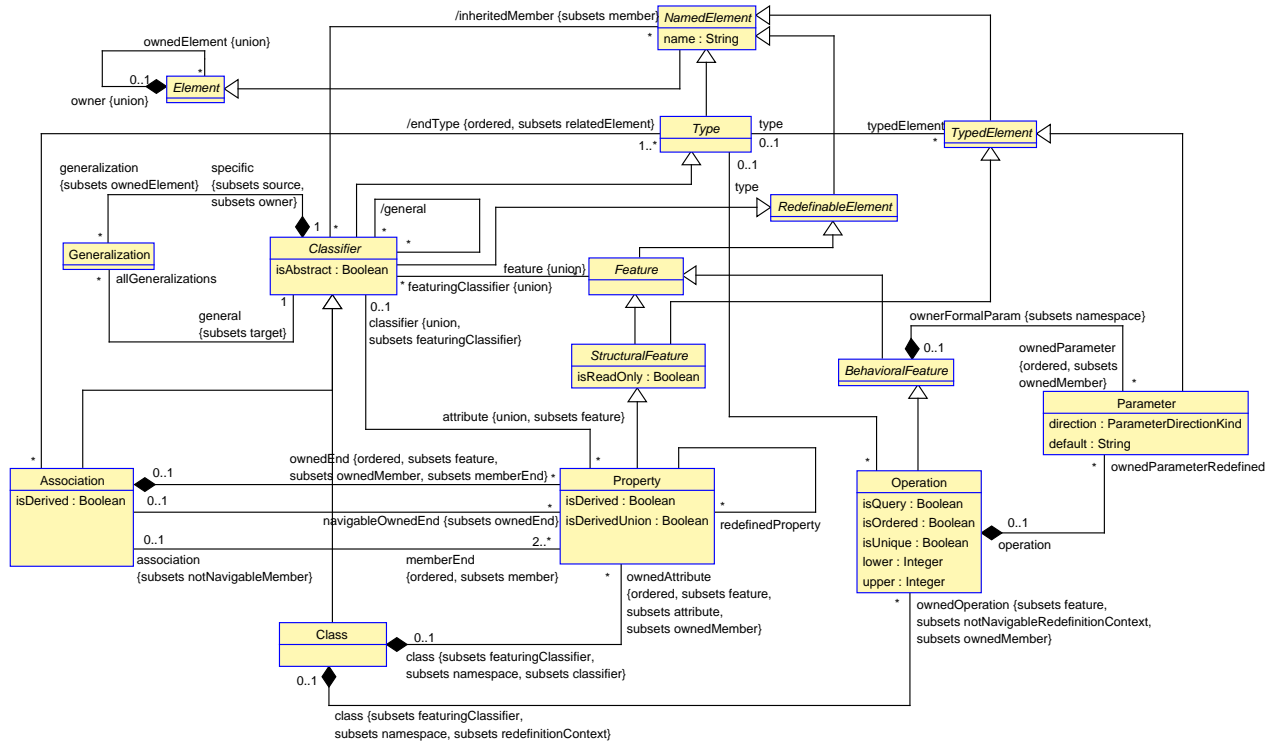 /inheritedMember {subsets member}
*
NamedElement
name : String
ownedElement {union}
*
0..1
Element
owner {union}
/endType {ordered, subsets relatedElement}
1..*
Type
type
0..1
0..1
typedElement
*
TypedElement
generalization
{subsets ownedElement}
specific
{subsets source,
subsets owner}
1
*
/general
*
*
type
RedefinableElement
*
Generalization
*
allGeneralizations
Classifier
isAbstract : Boolean
feature {union}
*
*
featuringClassifier {union}
Feature
1
general
{subsets target}
0..1
classifier {union,
subsets featuringClassifier}
ownerFormalParam {subsets namespace}
0..1
StructuralFeature
isReadOnly : Boolean
BehavioralFeature
ownedParameter
{ordered, subsets
ownedMember}
*
Parameter
direction : ParameterDirectionKind
default : String
*
ownedParameterRedefined
attribute {union, subsets feature}
*
*
*
Association
isDerived : Boolean
ownedEnd {ordered, subsets feature,
subsets ownedMember, subsets memberEnd}
0..1
*
0..1
*
navigableOwnedEnd {subsets ownedEnd}
0..1
2..*
association
{subsets notNavigableMember}
memberEnd
{ordered, subsets member}
Property
isDerived : Boolean
isDerivedUnion : Boolean
*
redefinedProperty
Operation
isQuery : Boolean
isOrdered : Boolean
isUnique : Boolean
lower : Integer
upper : Integer
0..1
operation
*
ownedAttribute
{ordered, subsets feature,
subsets attribute,
subsets ownedMember}
*
ownedOperation {subsets feature,
subsets notNavigableRedefinitionContext,
subsets ownedMember}
Class
0..1
class {subsets featuringClassifier,
subsets namespace, subsets classifier}
0..1
class {subsets featuringClassifier,
subsets namespace, subsets redefinitionContext}